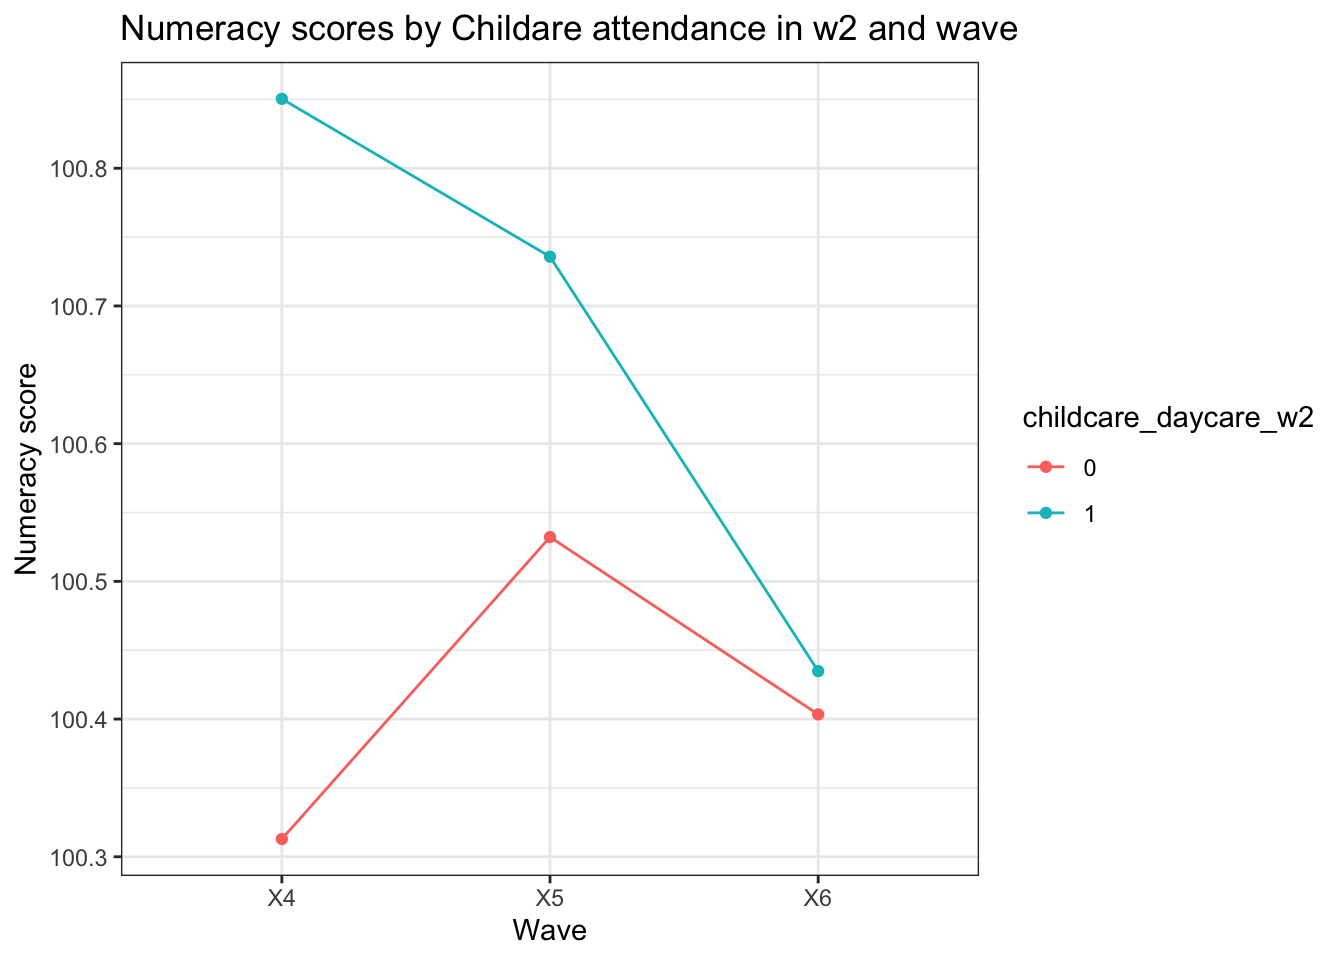 Numeracy scores by Childare attendance in w2 and wave
Numeracy score
100.8
100.7
100.6
100.5
100.4
100.3
X4 X5 X6
Wave
childcare_daycare_w2
0
1